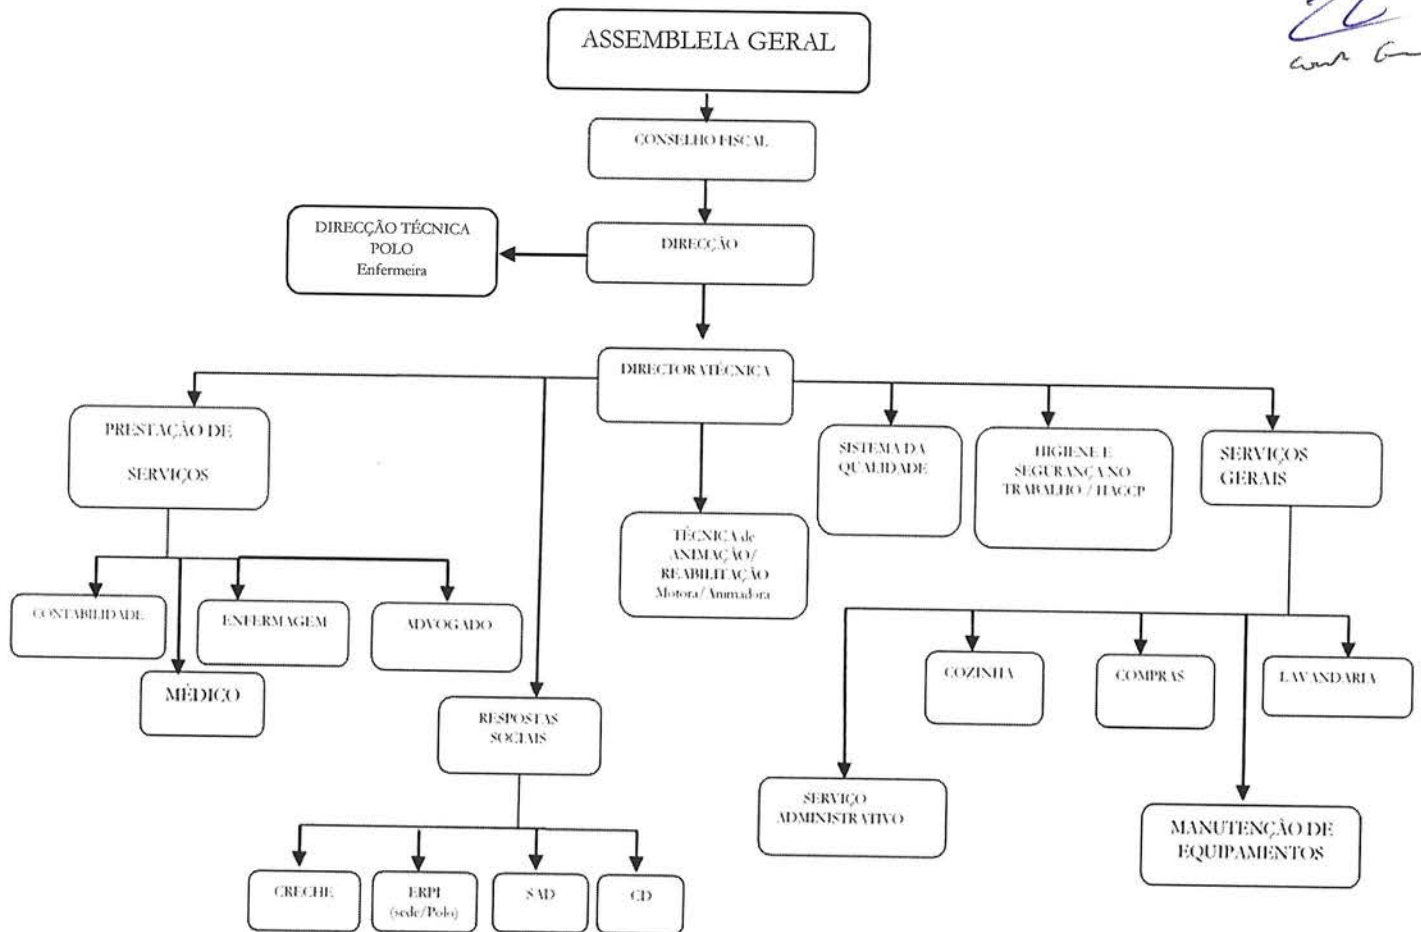 ASSEMBLEIA GERAL
CONSELHO FISCAL
DIRECÇÃO TÉCNICA
POLO
Enfermeira
DIRECÇÃO
DIRECTORA TÉCNICA
PRESTAÇÃO DE
SERVIÇOS
SISTEMA DA
QUALIDADE
HIGIENE E
SEGURANÇA NO
TRABALHO / HACCP
SERVIÇOS
GERAIS
TÉCNICA de
ANIMAÇÃO/
REABILITAÇÃO
Motora/Animadora
CONTABILIDADE
ENFERMAGEM
ADVOGADO
MÉDICO
COZINHA
COMPRAS
LAVANDARIA
RESPOSTAS
SOCIAIS
SERVIÇO
ADMINISTRATIVO
MANUTENÇÃO DE
EQUIPAMENTOS
CRECHE
ERPI
(sede/Polo)
SAD
CD